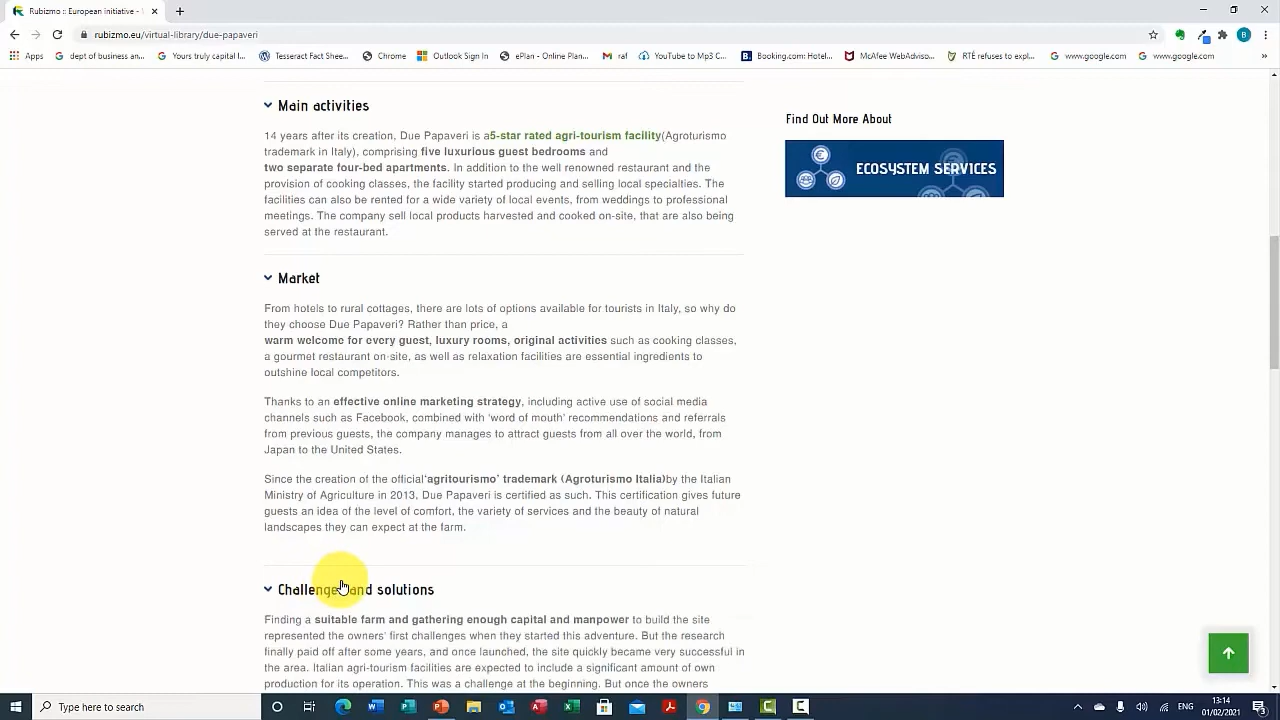 Rubizmo :: European initiative - \
rubizmo.eu/virtual-library/due-papaveri
B
Apps
dept of business an...
Yours truly capital l...
Tesseract Fact Shee...
Chrome
Outlook Sign In
ePlan - Online Plan...
raf
YouTube to Mp3 C...
Booking.com: Hotel...
McAfee WebAdviso...
RTÉ refuses to expl...
www.google.com
www.google.com
»
Main activities
14 years after its creation, Due Papaveri is a5-star rated agri-tourism facility(Agroturismo
trademark in Italy), comprising five luxurious guest bedrooms and
two separate four-bed apartments. In addition to the well renowned restaurant and the
provision of cooking classes, the facility started producing and selling local specialties. The
facilities can also be rented for a wide variety of local events, from weddings to professional
meetings. The company sell local products harvested and cooked on-site, that are also being
served at the restaurant.
Find Out More About
ECOSYSTEM SERVICES
Market
From hotels to rural cottages, there are lots of options available for tourists in Italy, so why do
they choose Due Papaveri? Rather than price, a
warm welcome for every guest, luxury rooms, original activities such as cooking classes,
a gourmet restaurant on-site, as well as relaxation facilities are essential ingredients to
outshine local competitors.
Thanks to an effective online marketing strategy, including active use of social media
channels such as Facebook, combined with 'word of mouth' recommendations and referrals
from previous guests, the company manages to attract guests from all over the world, from
Japan to the United States.
Since the creation of the official'agritourismo' trademark (Agroturismo Italia)by the Italian
Ministry of Agriculture in 2013, Due Papaveri is certified as such. This certification gives future
guests an idea of the level of comfort, the variety of services and the beauty of natural
landscapes they can expect at the farm.
Challenges and solutions
Finding a suitable farm and gathering enough capital and manpower to build the site
represented the owners' first challenges when they started this adventure. But the research
finally paid off after some years, and once launched, the site quickly became very successful in
the area. Italian agri-tourism facilities are expected to include a significant amount of own
production for its operation. This was a challenge at the beginning. But once the owners
Type here to search
ENG
13:14
01/02/2021